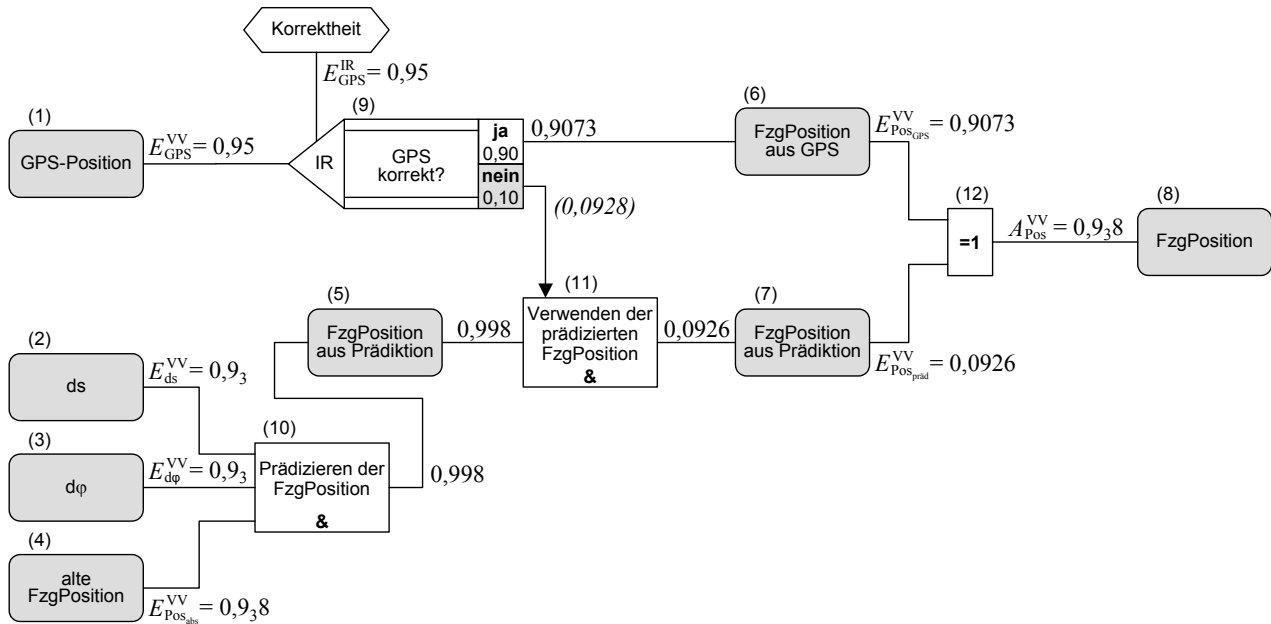 Korrektheit
E^IR_GPS = 0,95
(1)
GPS-Position
E^VV_GPS = 0,95
(9)
IR
GPS
korrekt?
ja
0,90
nein
0,10
0,9073
(0,0928)
(6)
FzgPosition
aus GPS
E^VV_Pos_GPS = 0,9073
(12)
=1
A^VV_Pos = 0,9₃8
(8)
FzgPosition
(5)
FzgPosition
aus Prädiktion
0,998
(11)
Verwenden der
prädizierten
FzgPosition
&
0,0926
(7)
FzgPosition
aus Prädiktion
E^VV_Pos_präd = 0,0926
(2)
ds
E^VV_ds = 0,9₃
(3)
dφ
E^VV_dφ = 0,9₃
(10)
Prädizieren der
FzgPosition
&
0,998
(4)
alte
FzgPosition
E^VV_Pos_abs = 0,9₃8